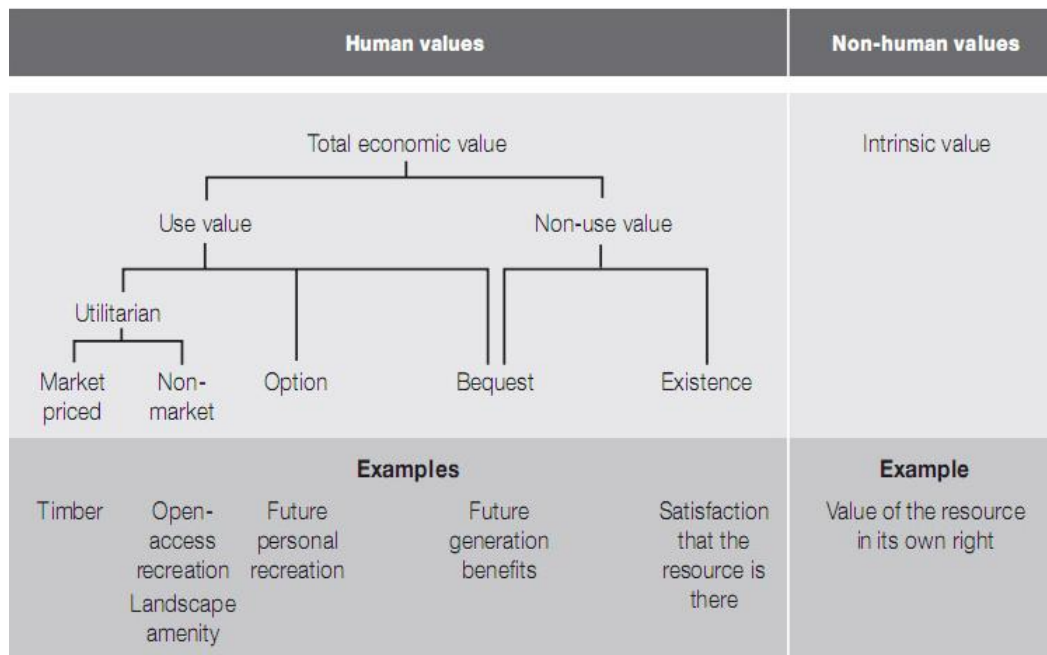 Human values
Non-human values
Total economic value
Intrinsic value
Use value
Non-use value
Utilitarian
Market
priced
Non-
market
Option
Bequest
Existence
Examples
Example
Timber
Open-
access
recreation
Landscape
amenity
Future
personal
recreation
Future
generation
benefits
Satisfaction
that the
resource is
there
Value of the resource
in its own right